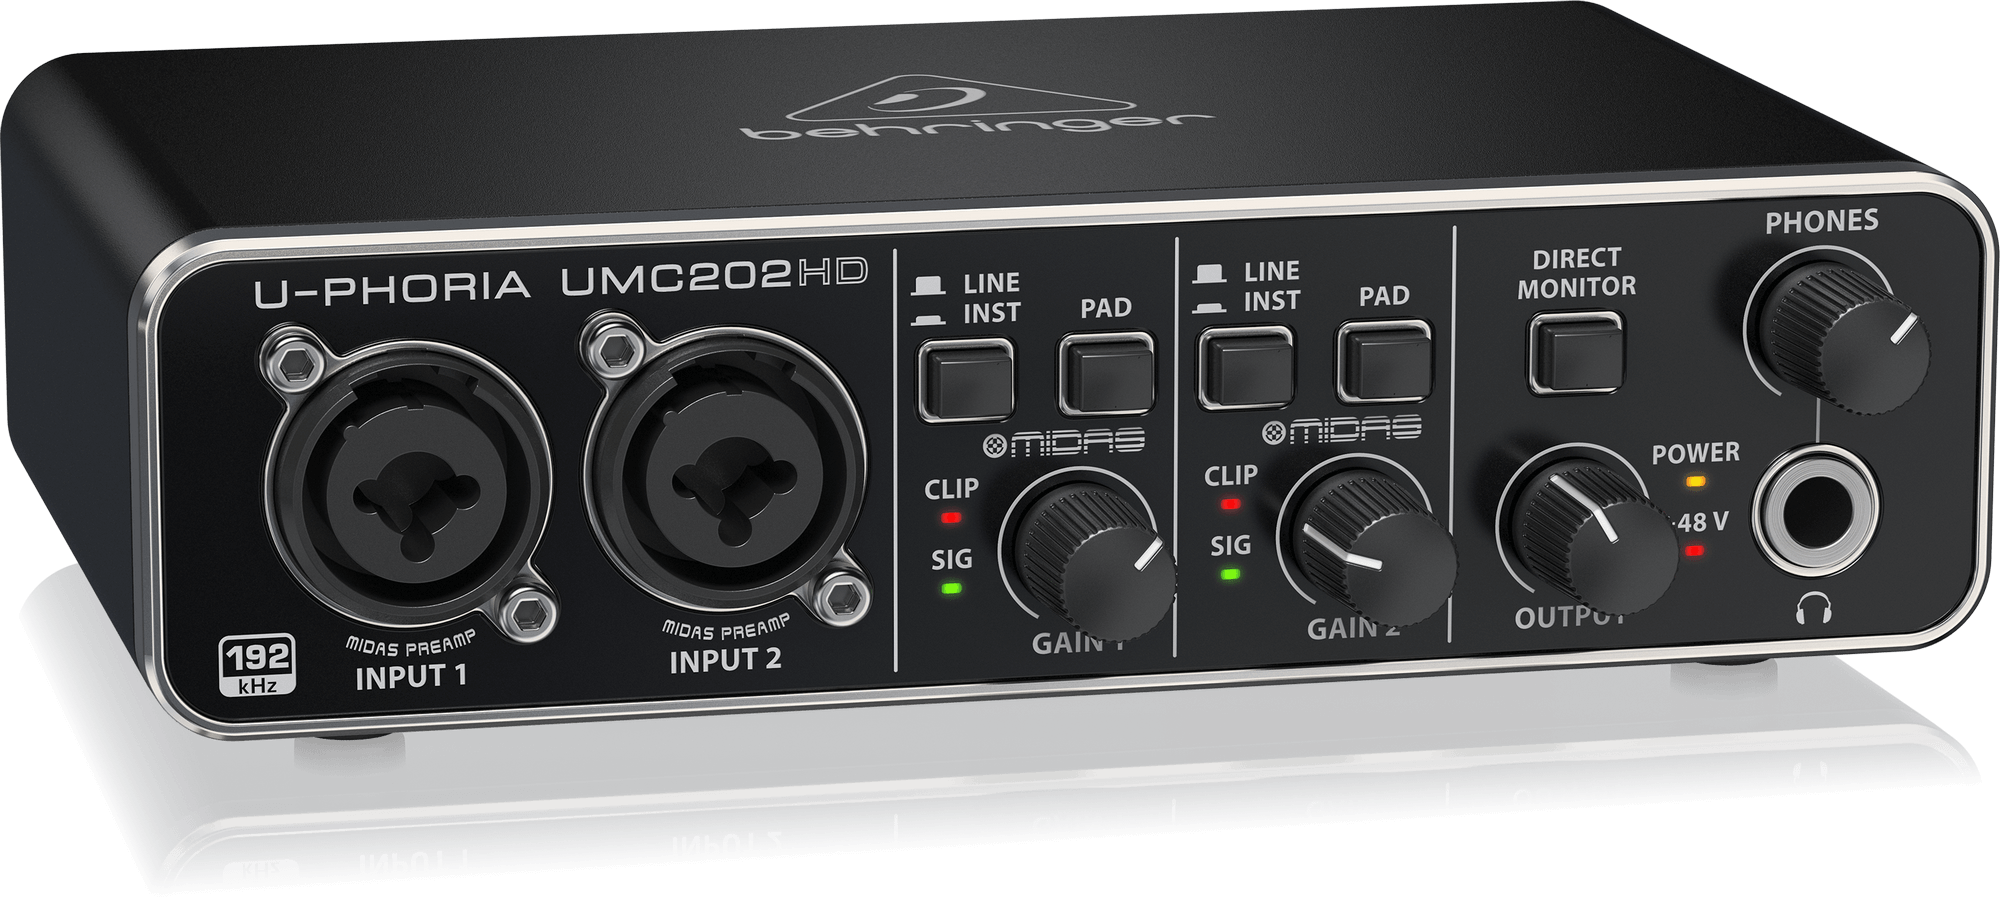 behringer
U-PHORIA UMC202HD
MIDAS PREAMP
INPUT 1
MIDAS PREAMP
INPUT 2
192
kHz
LINE
INST
PAD
MIDAS
CLIP
SIG
GAIN 1
LINE
INST
PAD
MIDAS
CLIP
SIG
GAIN 2
DIRECT
MONITOR
OUTPUT
PHONES
POWER
48 V